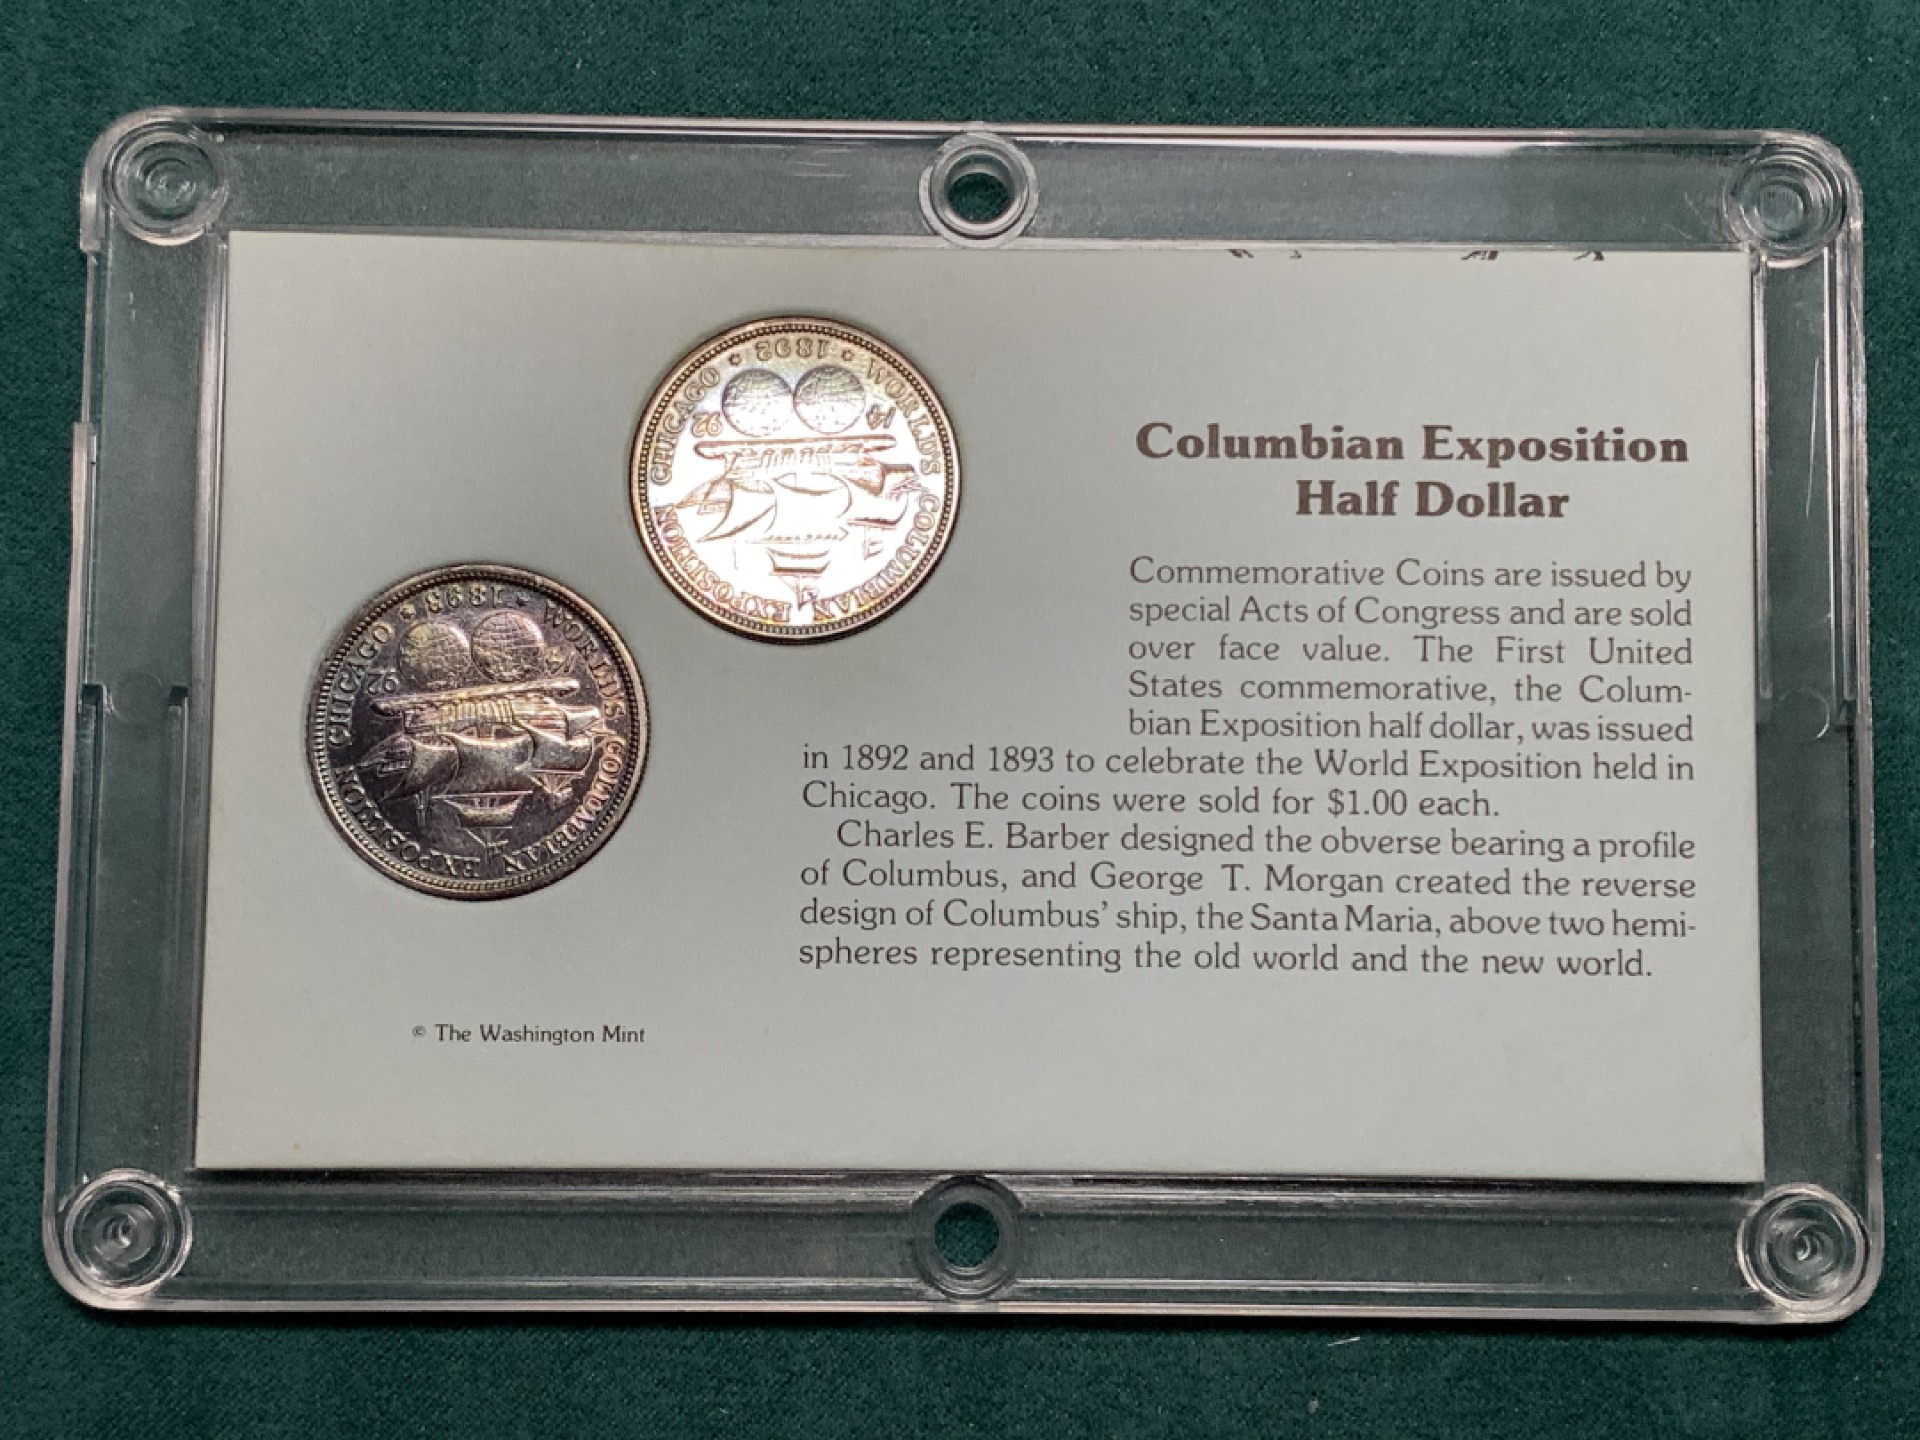 Columbian Exposition
Half Dollar
Commemorative Coins are issued by
special Acts of Congress and are sold
over face value. The First United
States commemorative, the Colum-
bian Exposition half dollar, was issued
in 1892 and 1893 to celebrate the World Exposition held in
Chicago. The coins were sold for $1.00 each.
Charles E. Barber designed the obverse bearing a profile
of Columbus, and George T. Morgan created the reverse
design of Columbus' ship, the Santa Maria, above two hemi-
spheres representing the old world and the new world.
© The Washington Mint
WORLD'S COLUMBIAN EXPOSITION CHICAGO
1892
14 92
WORLD'S COLUMBIAN EXPOSITION CHICAGO
1893
14 92